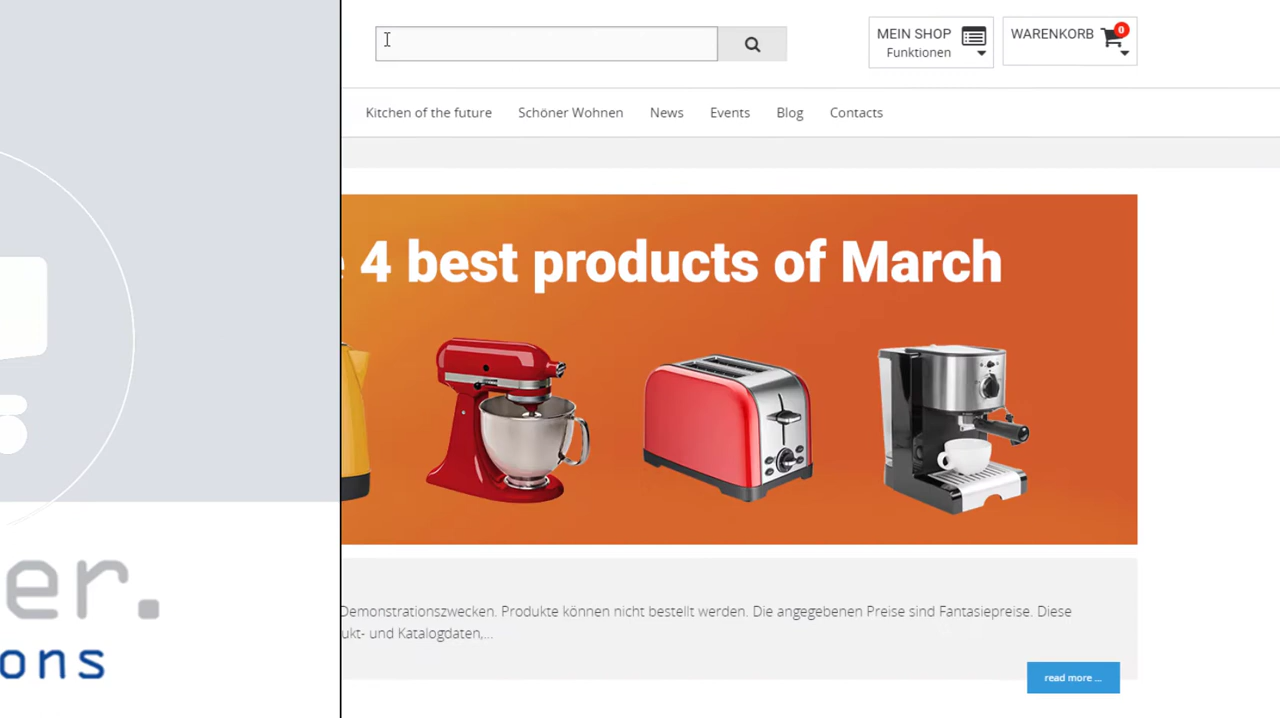 MEIN SHOP
Funktionen
WARENKORB
0
Kitchen of the future
Schöner Wohnen
News
Events
Blog
Contacts
4 best products of March
Demonstrationszwecken. Produkte können nicht bestellt werden. Die angegebenen Preise sind Fantasiepreise. Diese
ukt- und Katalogdaten,...
read more ...
er.
ons